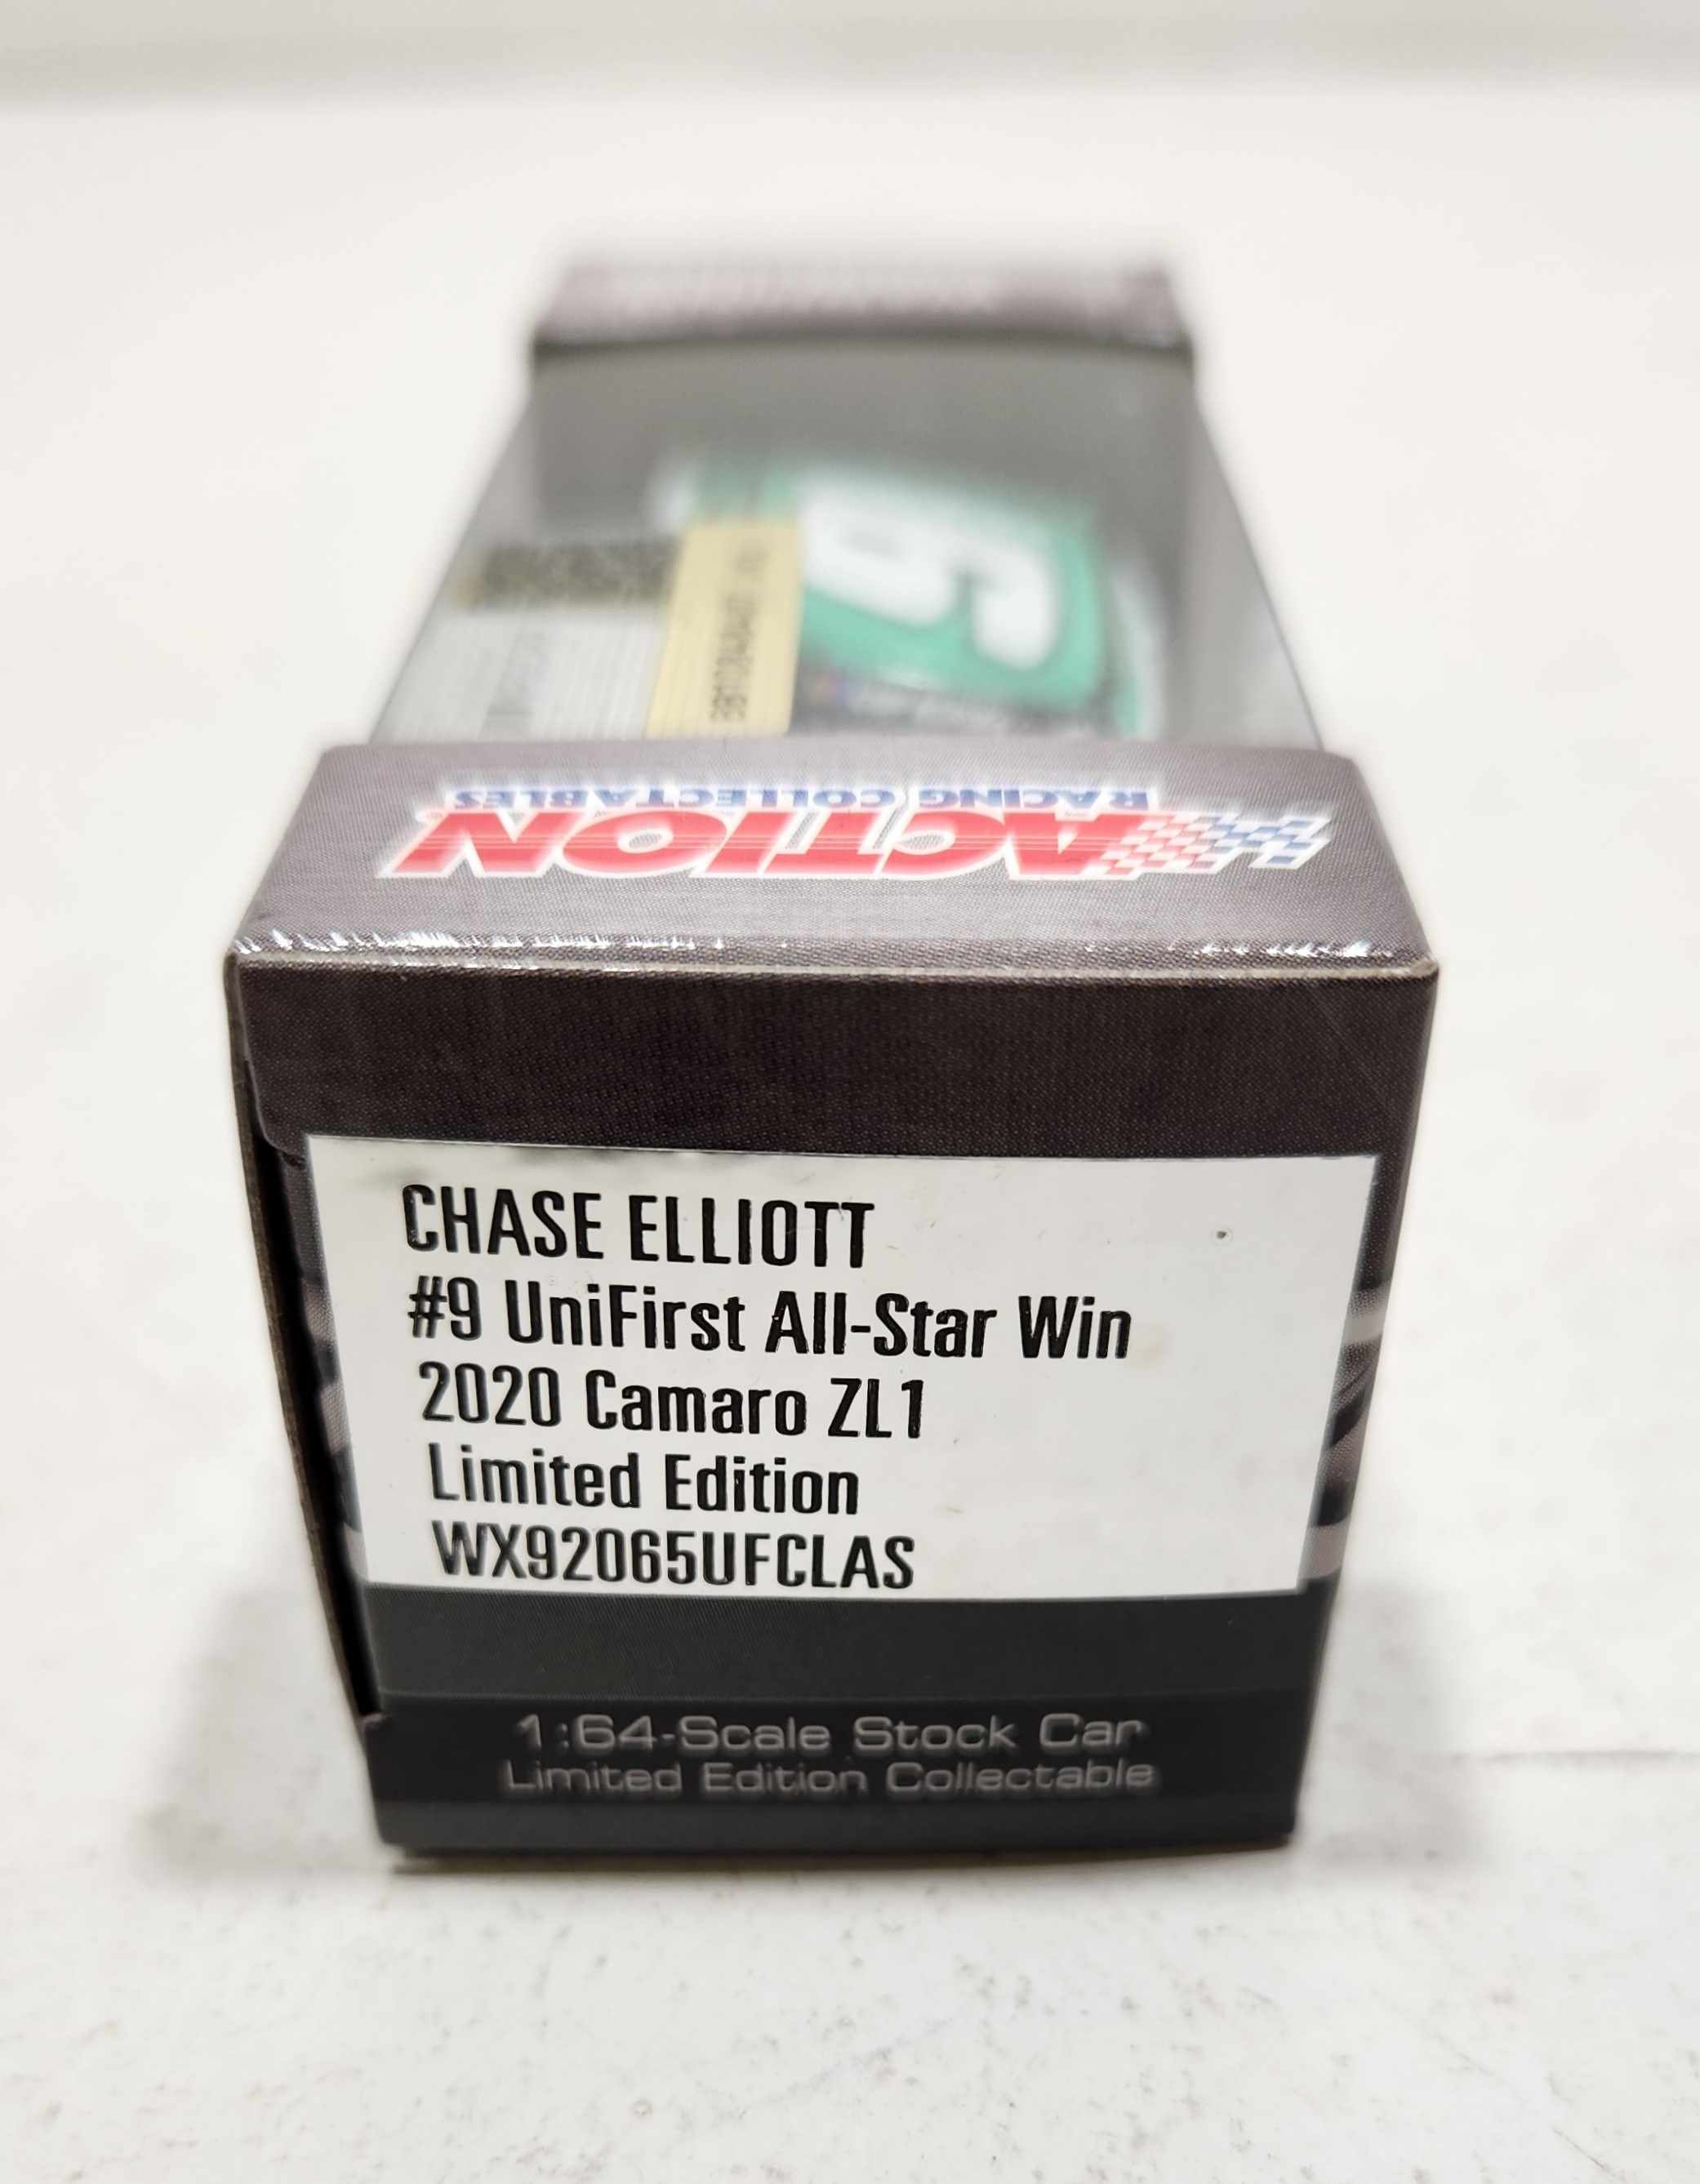 9
ACTION
RACING COLLECTABLES
CHASE ELLIOTT
#9 UniFirst All-Star Win
2020 Camaro ZL1
Limited Edition
WX92065UFCLAS
1:64-Scale Stock Car
Limited Edition Collectable